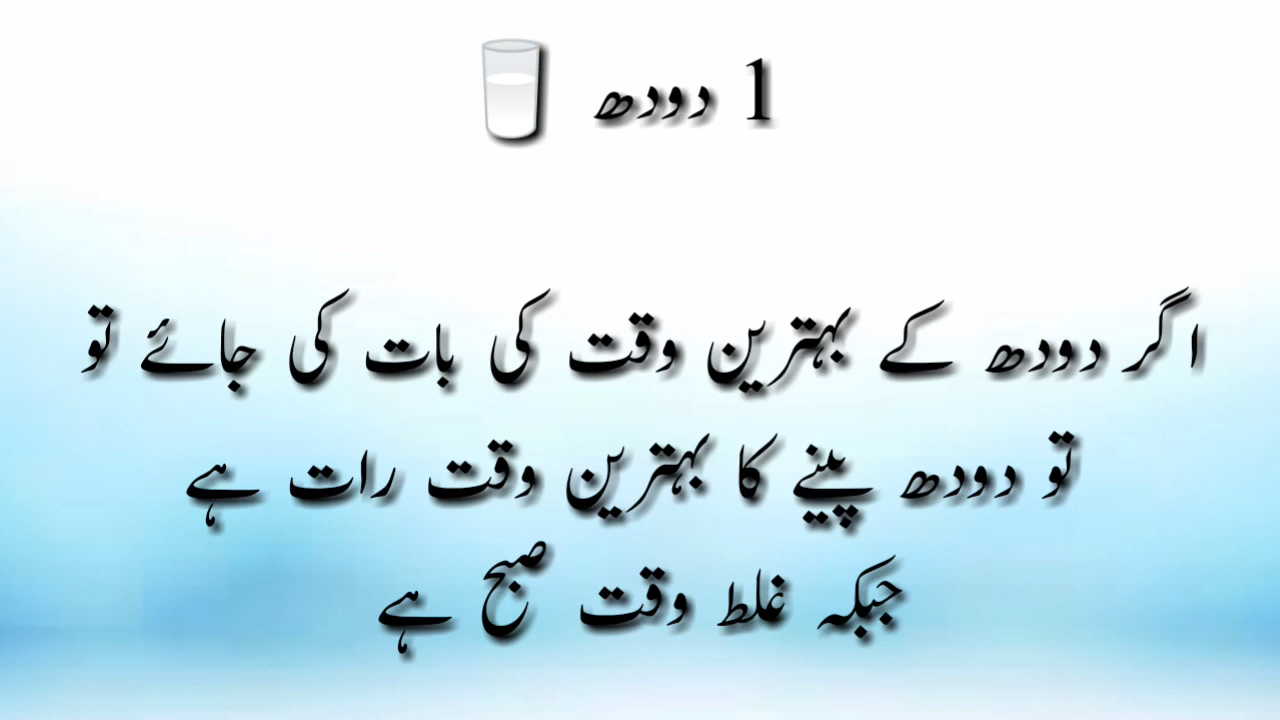 1 دودھ
اگر دودھ کے بہترین وقت کی بات کی جائے تو
تو دودھ پینے کا بہترین وقت رات ہے
جبکہ غلط وقت صبح ہے